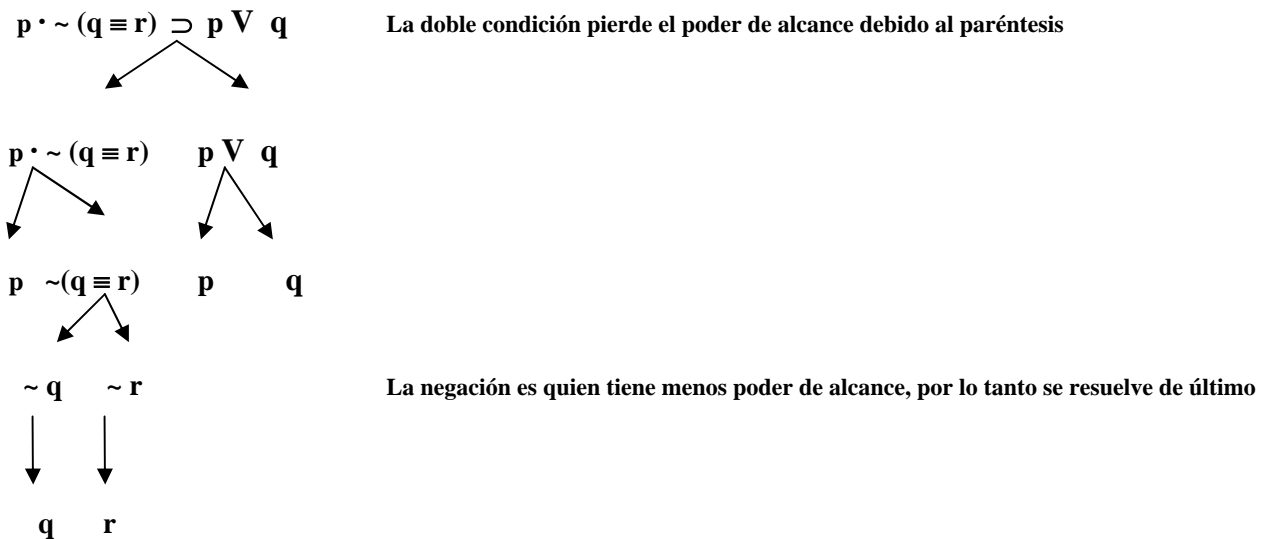 p · ~ (q ≡ r) ⊃ p V q La doble condición pierde el poder de alcance debido al paréntesis
p · ~ (q ≡ r) p V q
p ~(q ≡ r) p q
~ q ~ r La negación es quien tiene menos poder de alcance, por lo tanto se resuelve de último
q r